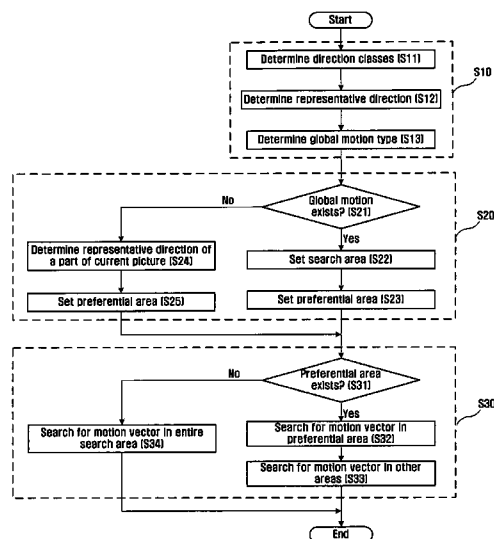 Start
Determine direction classes (S11)
S10
Determine representative direction (S12)
Determine global motion type (S13)
No
Global motion
exists? (S21)
S20
Yes
Determine representative direction of
a part of current picture (S24)
Set search area (S22)
Set preferential area (S25)
Set preferential area (S23)
No
Preferential area
exists? (S31)
S30
Yes
Search for motion vector in entire
search area (S34)
Search for motion vector in
preferential area (S32)
Search for motion vector in other
areas (S33)
End